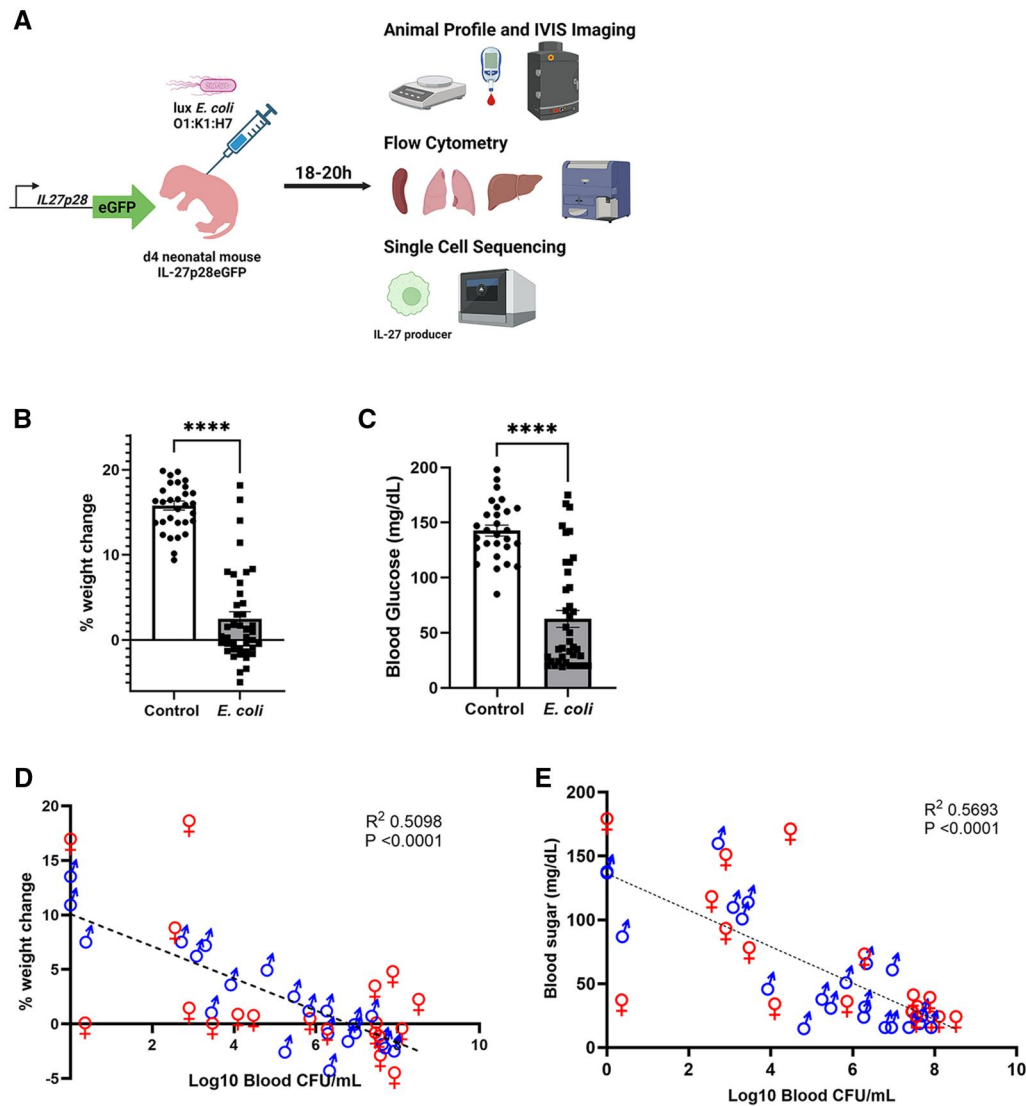 A
Animal Profile and IVIS Imaging
lux E. coli
O1:K1:H7
Flow Cytometry
18-20h
IL27p28
eGFP
d4 neonatal mouse
IL-27p28eGFP
Single Cell Sequencing
IL-27 producer
B
****
% weight change
20
10
0
Control
E. coli
C
****
Blood Glucose (mg/dL)
200
150
100
50
0
Control
E. coli
D
R2 0.5098
P <0.0001
% weight change
20
15
10
5
0
-5
2
4
6
8
10
Log10 Blood CFU/mL
E
R2 0.5693
P <0.0001
Blood sugar (mg/dL)
200
150
100
50
0
0
2
4
6
8
10
Log10 Blood CFU/mL